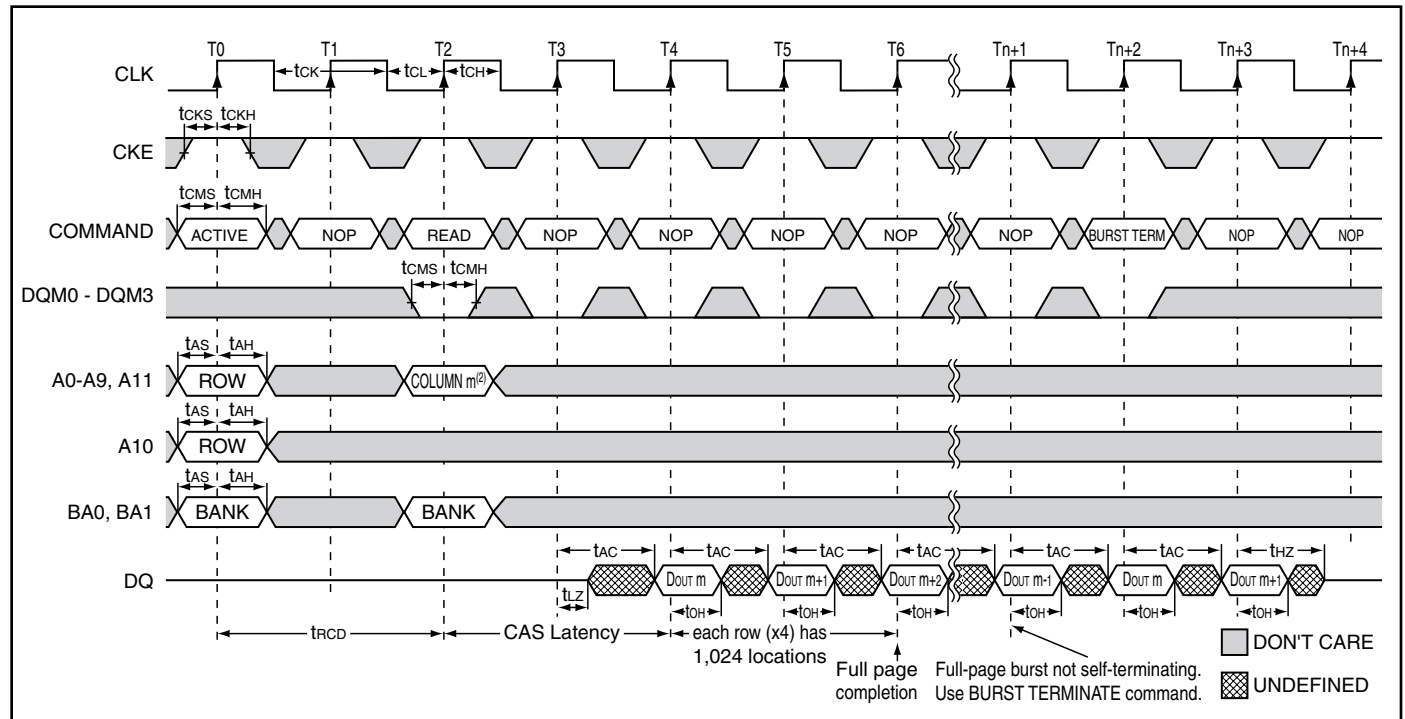 T0 T1 T2 T3 T4 T5 T6 Tn+1 Tn+2 Tn+3 Tn+4
CLK tCK tCL tCH
tCKS tCKH
CKE
tCMS tCMH
COMMAND ACTIVE NOP READ NOP NOP NOP NOP NOP BURST TERM NOP NOP
tCMS tCMH
DQM0 - DQM3
tAS tAH
A0-A9, A11 ROW COLUMN m(2)
tAS tAH
A10 ROW
tAS tAH
BA0, BA1 BANK BANK
tAC tAC tAC tAC tAC tAC tHZ
DQ DOUT m DOUT m+1 DOUT m+2 DOUT m-1 DOUT m DOUT m+1
tLZ tOH tOH tOH tOH tOH tOH
tRCD CAS Latency each row (x4) has
1,024 locations
Full page
completion
Full-page burst not self-terminating.
Use BURST TERMINATE command.
DON'T CARE
UNDEFINED